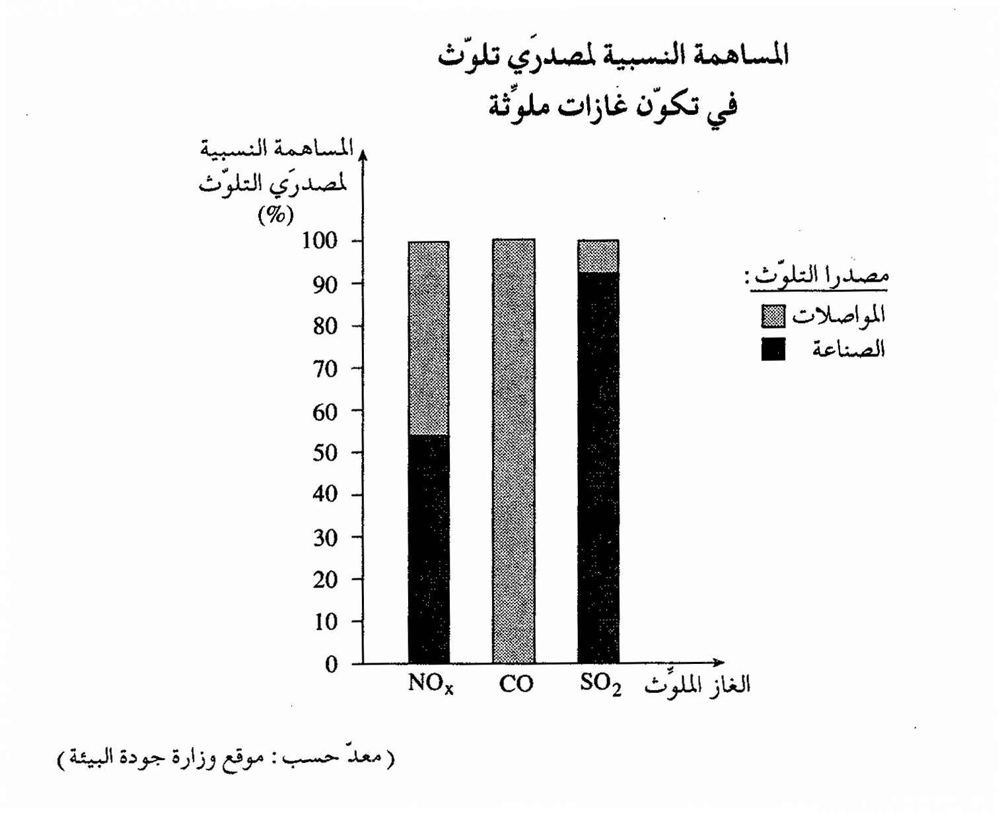 المساهمة النسبية لمصدرَي تلوّث
في تكوّن غازات ملوِّثة
المساهمة النسبية
لمصدرَي التلوّث
(%)
100
90
80
70
60
50
40
30
20
10
0
NOₓ
CO
SO₂
الغاز الملوِّث
مصدرا التلوّث:
المواصلات
الصناعة
(معدّ حسب: موقع وزارة جودة البيئة)